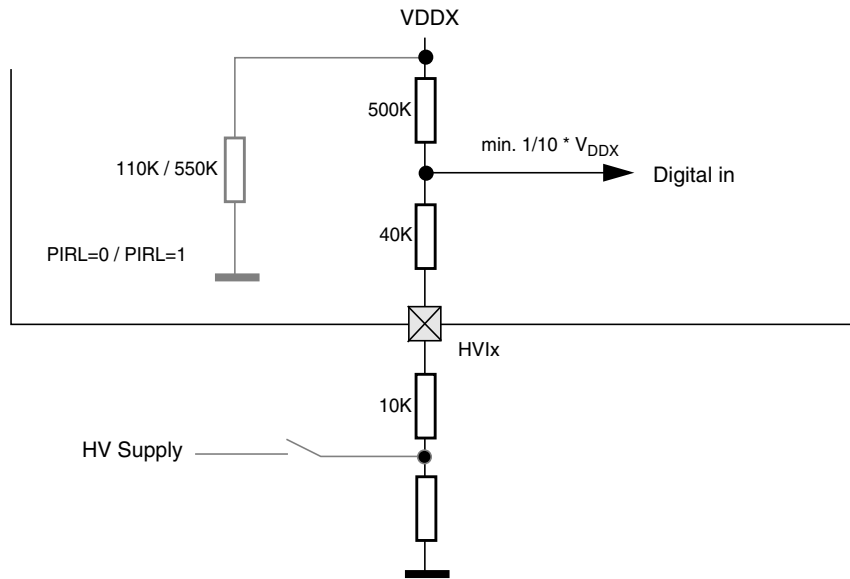 VDDX
500K
min. 1/10 * VDDX
110K / 550K
Digital in
40K
PIRL=0 / PIRL=1
HVIx
10K
HV Supply